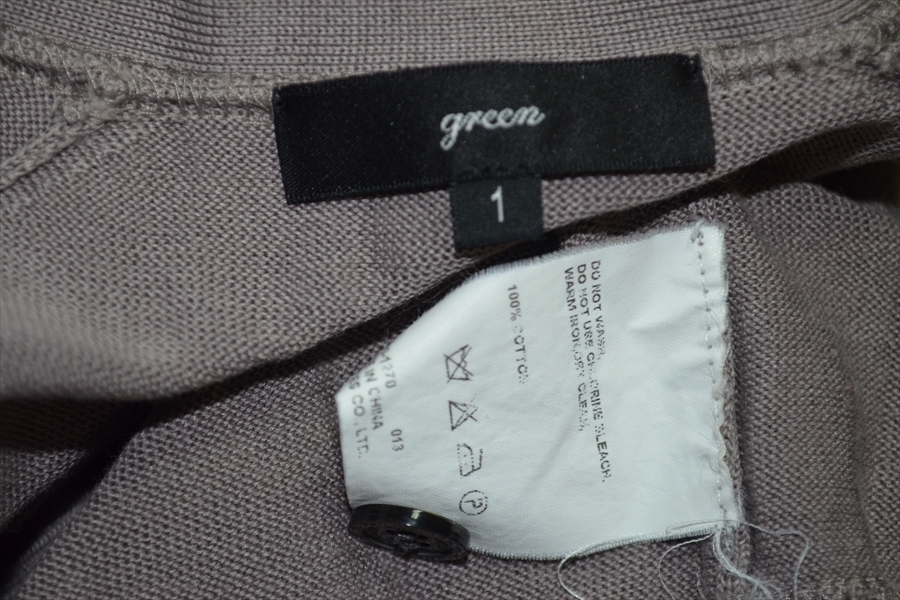 green
1
DO NOT WASH,
DO NOT USE CHLORINE BLEACH.
WARM IRON,DRY CLEAN,
100% COTTON
P
1270
IN CHINA 013
CO., LTD.